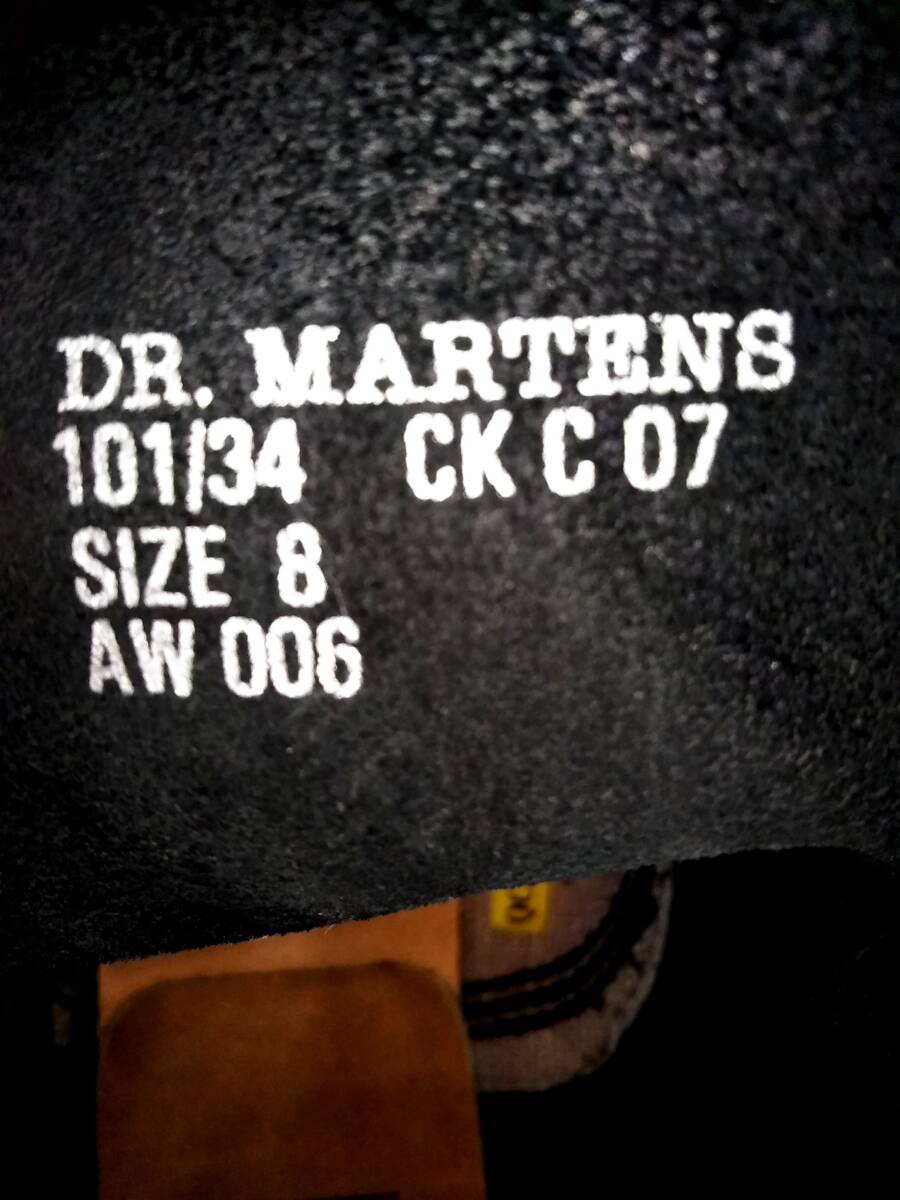 DR. MARTENS
101/34 CK C 07
SIZE 8
AW 006